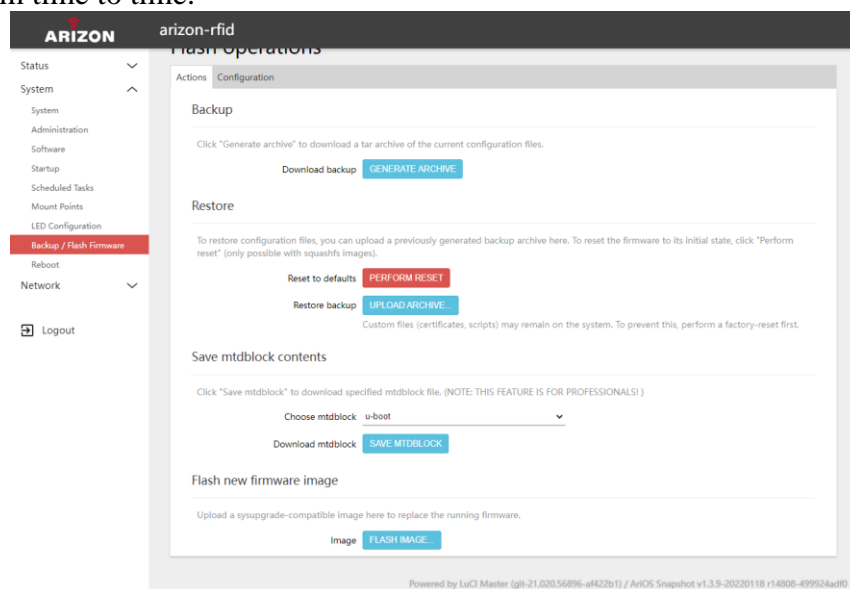 in time to time.
ARIZON
arizon-rfid
Flash operations
Status
System
System
Administration
Software
Startup
Scheduled Tasks
Mount Points
LED Configuration
Backup / Flash Firmware
Reboot
Network
Logout
Actions Configuration
Backup
Click "Generate archive" to download a tar archive of the current configuration files.
Download backup GENERATE ARCHIVE
Restore
To restore configuration files, you can upload a previously generated backup archive here. To reset the firmware to its initial state, click "Perform
reset" (only possible with squashfs images).
Reset to defaults PERFORM RESET
Restore backup UPLOAD ARCHIVE...
Custom files (certificates, scripts) may remain on the system. To prevent this, perform a factory-reset first.
Save mtdblock contents
Click "Save mtdblock" to download specified mtdblock file. (NOTE: THIS FEATURE IS FOR PROFESSIONALS! )
Choose mtdblock u-boot
Download mtdblock SAVE MTDBLOCK
Flash new firmware image
Upload a sysupgrade-compatible image here to replace the running firmware.
Image FLASH IMAGE...
Powered by LuCI Master (git-21.020.56896-af422b1) / AriOS Snapshot v1.3.9-20220118 r14808-499924adf0